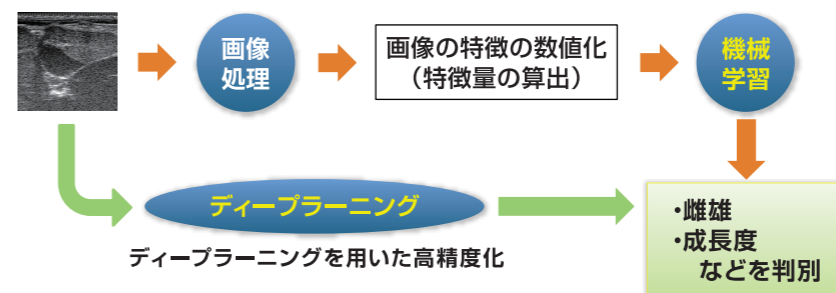 画像
処理
画像の特徴の数値化
（特徴量の算出）
機械
学習
ディープラーニング
ディープラーニングを用いた高精度化
・雌雄
・成長度
などを判別